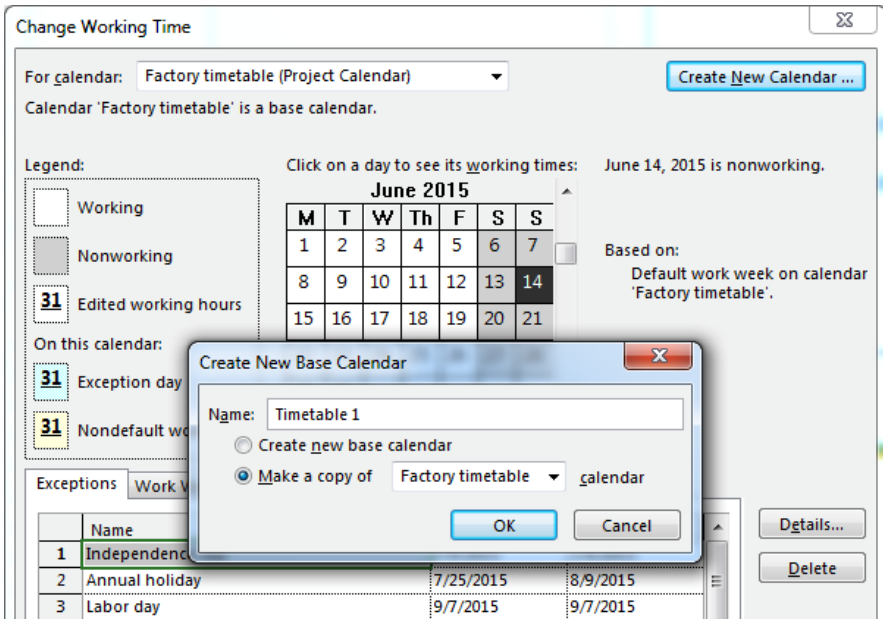 Change Working Time
For calendar: Factory timetable (Project Calendar)
Create New Calendar ...
Calendar 'Factory timetable' is a base calendar.
Legend:
Click on a day to see its working times:
June 14, 2015 is nonworking.
Working
Nonworking
31 Edited working hours
On this calendar:
31 Exception day
31 Nondefault wo
June 2015
M T W Th F S S
1 2 3 4 5 6 7
8 9 10 11 12 13 14
15 16 17 18 19 20 21
Based on:
Default work week on calendar
'Factory timetable'.
Create New Base Calendar
Name: Timetable 1
Create new base calendar
Make a copy of Factory timetable calendar
OK Cancel
Exceptions Work W
Name
1 Independenc
2 Annual holiday 7/25/2015 8/9/2015
3 Labor day 9/7/2015 9/7/2015
Details...
Delete